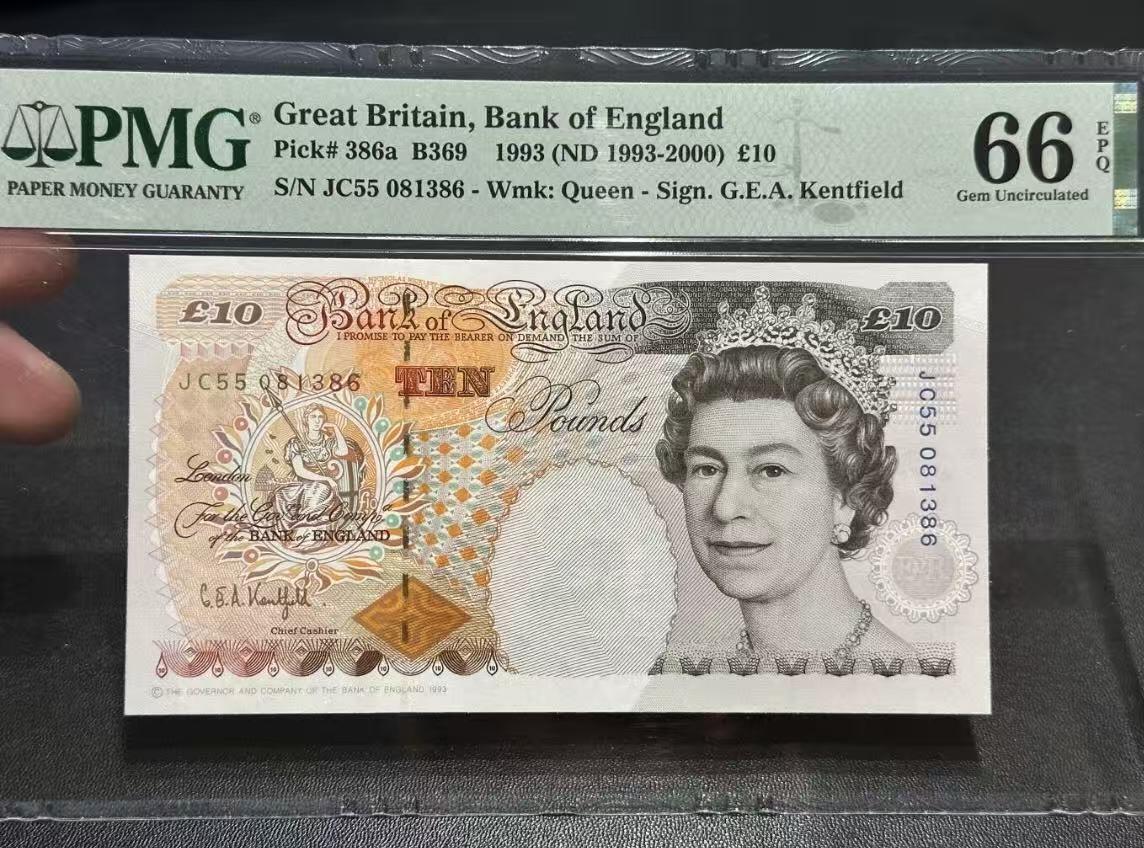 PMG®
PAPER MONEY GUARANTY
Great Britain, Bank of England
Pick# 386a B369 1993 (ND 1993-2000) £10
S/N JC55 081386 - Wmk: Queen - Sign. G.E.A. Kentfield
66
EPQ
Gem Uncirculated
£10
Bank of England
£10
I PROMISE TO PAY THE BEARER ON DEMAND THE SUM OF
JC55 081386
TEN
Pounds
JC55 081386
London
For the Govr and Compa
of the BANK of ENGLAND
G.E.A. Kentfield
Chief Cashier
© THE GOVERNOR AND COMPANY OF THE BANK OF ENGLAND 1993